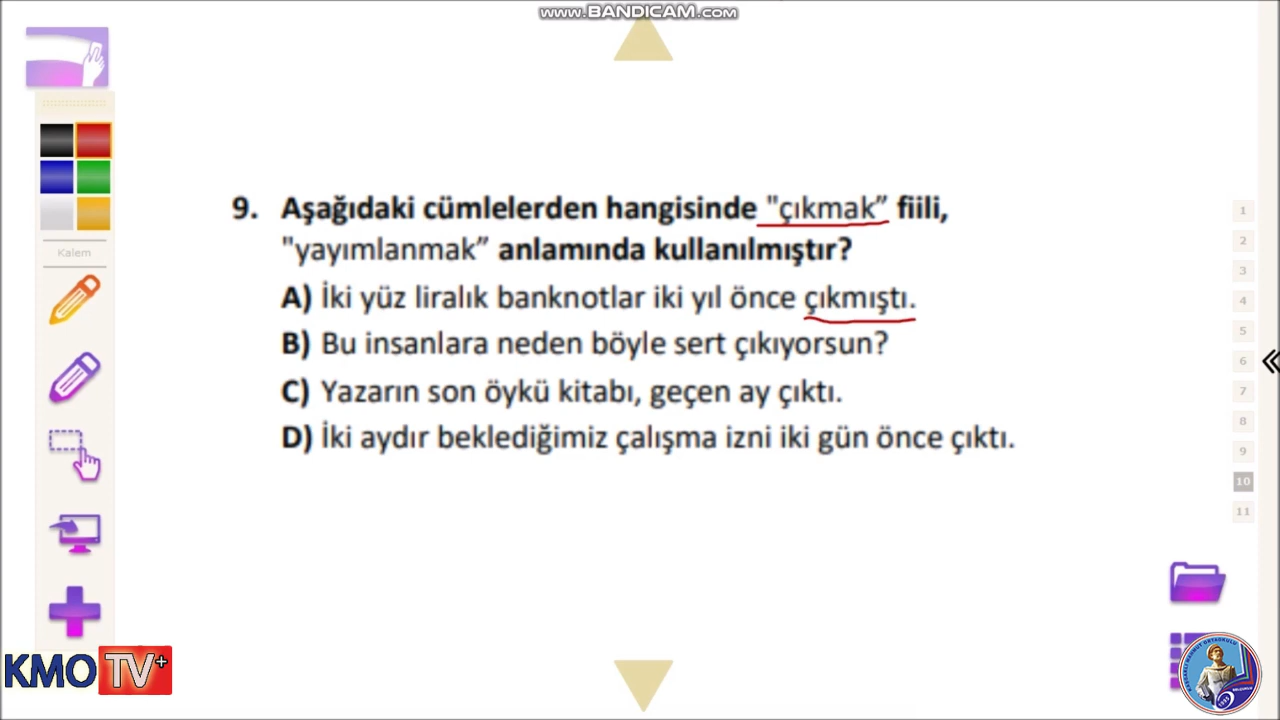 www.BANDICAM.com
9. Aşağıdaki cümlelerden hangisinde "çıkmak” fiili,
"yayımlanmak” anlamında kullanılmıştır?
A) İki yüz liralık banknotlar iki yıl önce çıkmıştı.
B) Bu insanlara neden böyle sert çıkıyorsun?
C) Yazarın son öykü kitabı, geçen ay çıktı.
D) İki aydır beklediğimiz çalışma izni iki gün önce çıktı.
Kalem
1
2
3
4
5
6
7
8
9
10
11
KMO TV+